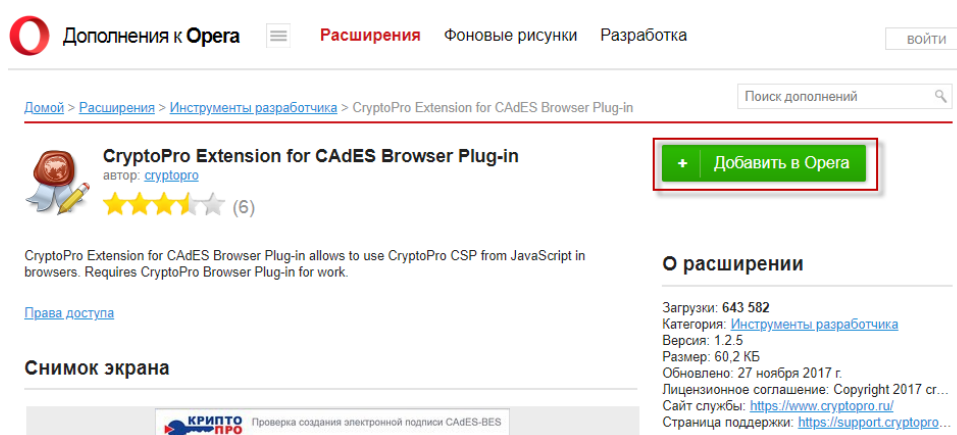 Дополнения к Opera
Расширения Фоновые рисунки Разработка
ВОЙТИ
Домой > Расширения > Инструменты разработчика > CryptoPro Extension for CAdES Browser Plug-in
Поиск дополнений
CryptoPro Extension for CAdES Browser Plug-in
автор: cryptopro
(6)
+ Добавить в Opera
CryptoPro Extension for CAdES Browser Plug-in allows to use CryptoPro CSP from JavaScript in
browsers. Requires CryptoPro Browser Plug-in for work.
Права доступа
О расширении
Загрузки: 643 582
Категория: Инструменты разработчика
Версия: 1.2.5
Размер: 60,2 КБ
Обновлено: 27 ноября 2017 г.
Лицензионное соглашение: Copyright 2017 cr...
Сайт службы: https://www.cryptopro.ru/
Страница поддержки: https://support.cryptopro...
Снимок экрана
КРИПТО
ПРО
Проверка создания электронной подписи CAdES-BES